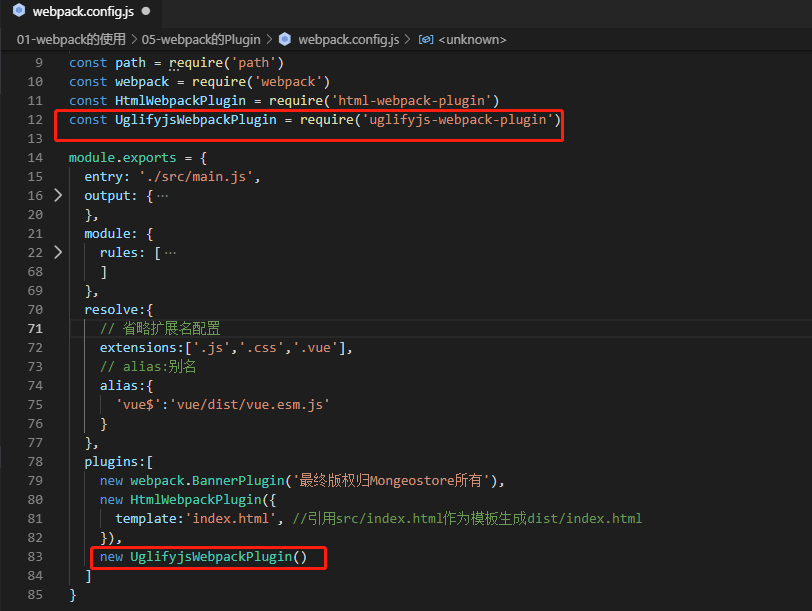 webpack.config.js ●
01-webpack的使用 > 05-webpack的Plugin > webpack.config.js > <unknown>
9 const path = require('path')
10 const webpack = require('webpack')
11 const HtmlWebpackPlugin = require('html-webpack-plugin')
12 const UglifyjsWebpackPlugin = require('uglifyjs-webpack-plugin')
13
14 module.exports = {
15 entry: './src/main.js',
16 output: {…
20 },
21 module: {
22 rules: […
68 ]
69 },
70 resolve:{
71 // 省略扩展名配置
72 extensions:['.js','.css','.vue'],
73 // alias:别名
74 alias:{
75 'vue$':'vue/dist/vue.esm.js'
76 }
77 },
78 plugins:[
79 new webpack.BannerPlugin('最终版权归Mongeostore所有'),
80 new HtmlWebpackPlugin({
81 template:'index.html', //引用src/index.html作为模板生成dist/index.html
82 }),
83 new UglifyjsWebpackPlugin()
84 ]
85 }